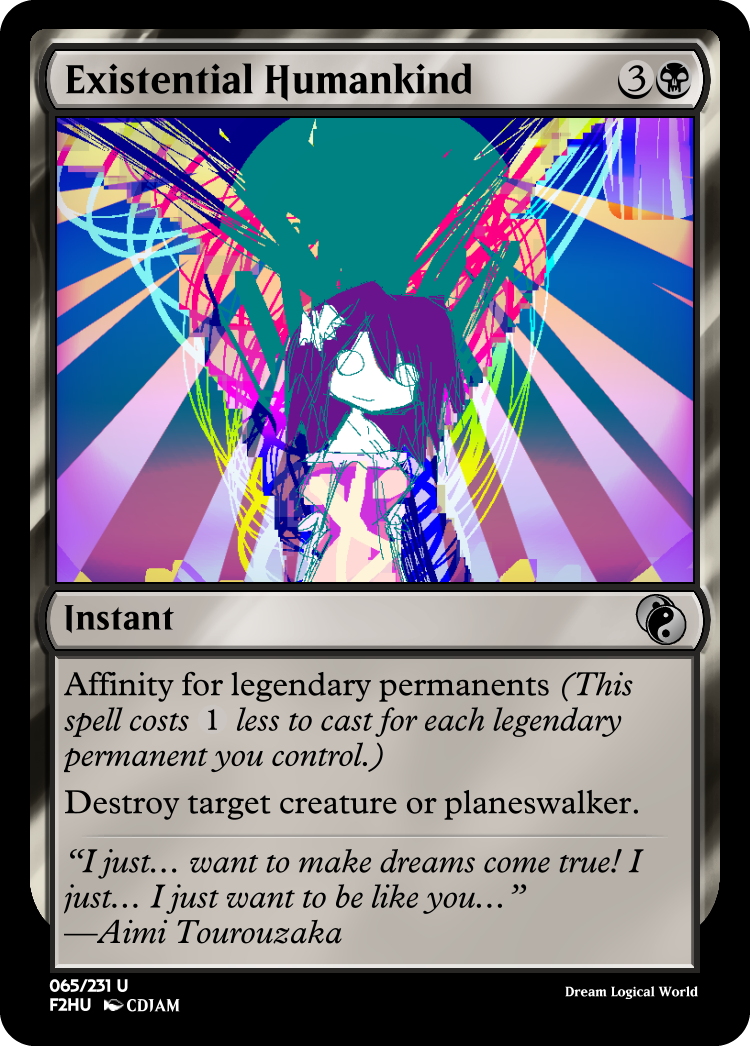 Existential Humankind 3
Instant
Affinity for legendary permanents (This
spell costs 1 less to cast for each legendary
permanent you control.)
Destroy target creature or planeswalker.
“I just… want to make dreams come true! I
just… I just want to be like you…”
—Aimi Tourouzaka
065/231 U
F2HU CDJAM
Dream Logical World